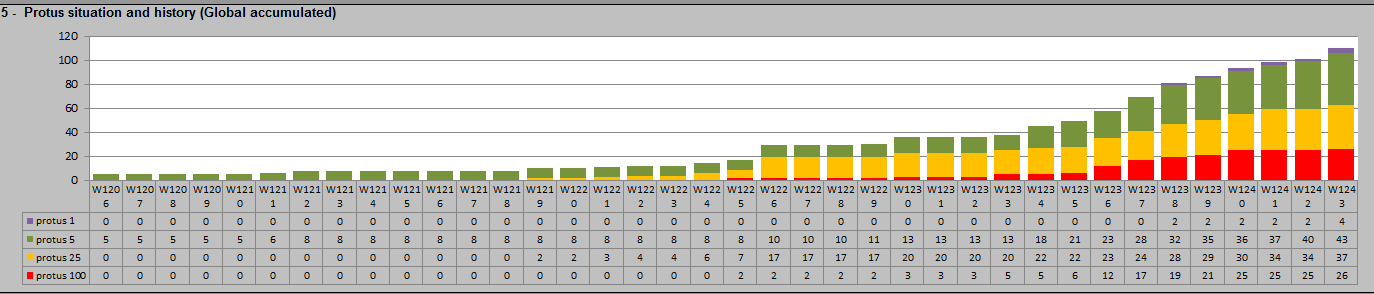 5 - Protus situation and history (Global accumulated)
120
100
80
60
40
20
0
W120 W120 W120 W120 W121 W121 W121 W121 W121 W121 W121 W121 W121 W121 W122 W122 W122 W122 W122 W122 W122 W122 W122 W122 W123 W123 W123 W123 W123 W123 W123 W123 W123 W123 W124 W124 W124 W124
6 7 8 9 0 1 2 3 4 5 6 7 8 9 0 1 2 3 4 5 6 7 8 9 0 1 2 3 4 5 6 7 8 9 0 1 2 3
protus 1 0 0 0 0 0 0 0 0 0 0 0 0 0 0 0 0 0 0 0 0 0 0 0 0 0 0 0 0 0 0 0 0 2 2 2 2 2 4
protus 5 5 5 5 5 5 6 8 8 8 8 8 8 8 8 8 8 8 8 8 8 10 10 10 11 13 13 13 13 18 21 23 28 32 35 36 37 40 43
protus 25 0 0 0 0 0 0 0 0 0 0 0 0 0 2 2 3 4 4 6 7 17 17 17 17 20 20 20 20 22 22 23 24 28 29 30 34 34 37
protus 100 0 0 0 0 0 0 0 0 0 0 0 0 0 0 0 0 0 0 0 2 2 2 2 2 3 3 3 5 5 6 12 17 19 21 25 25 25 26